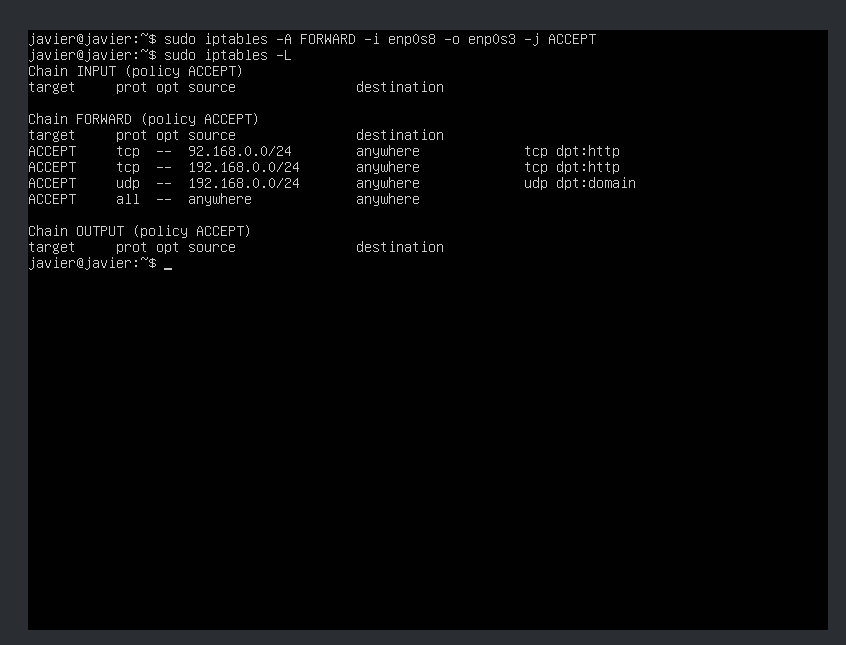 javier@javier:~$ sudo iptables -A FORWARD -i enp0s8 -o enp0s3 -j ACCEPT
javier@javier:~$ sudo iptables -L
Chain INPUT (policy ACCEPT)
target     prot opt source               destination
Chain FORWARD (policy ACCEPT)
target     prot opt source               destination
ACCEPT     tcp  --  92.168.0.0/24        anywhere             tcp dpt:http
ACCEPT     tcp  --  192.168.0.0/24       anywhere             tcp dpt:http
ACCEPT     udp  --  192.168.0.0/24       anywhere             udp dpt:domain
ACCEPT     all  --  anywhere             anywhere
Chain OUTPUT (policy ACCEPT)
target     prot opt source               destination
javier@javier:~$ _